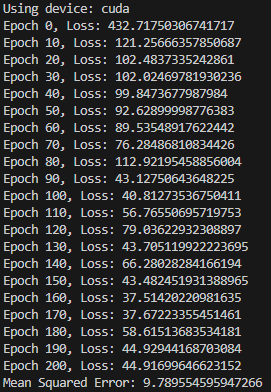 Using device: cuda
Epoch 0, Loss: 432.71750306741717
Epoch 10, Loss: 121.25666357850687
Epoch 20, Loss: 102.4837335242861
Epoch 30, Loss: 102.02469781930236
Epoch 40, Loss: 99.8473677987984
Epoch 50, Loss: 92.62899998776383
Epoch 60, Loss: 89.53548917622442
Epoch 70, Loss: 76.28486810834426
Epoch 80, Loss: 112.92195458856004
Epoch 90, Loss: 43.12750643648225
Epoch 100, Loss: 40.81273536750411
Epoch 110, Loss: 56.76550695719753
Epoch 120, Loss: 79.03622932308897
Epoch 130, Loss: 43.705119922223695
Epoch 140, Loss: 66.28028284166194
Epoch 150, Loss: 43.482451931388965
Epoch 160, Loss: 37.51420220981635
Epoch 170, Loss: 37.67223355451461
Epoch 180, Loss: 58.61513683534181
Epoch 190, Loss: 44.92944168703084
Epoch 200, Loss: 44.91699646623152
Mean Squared Error: 9.789554595947266